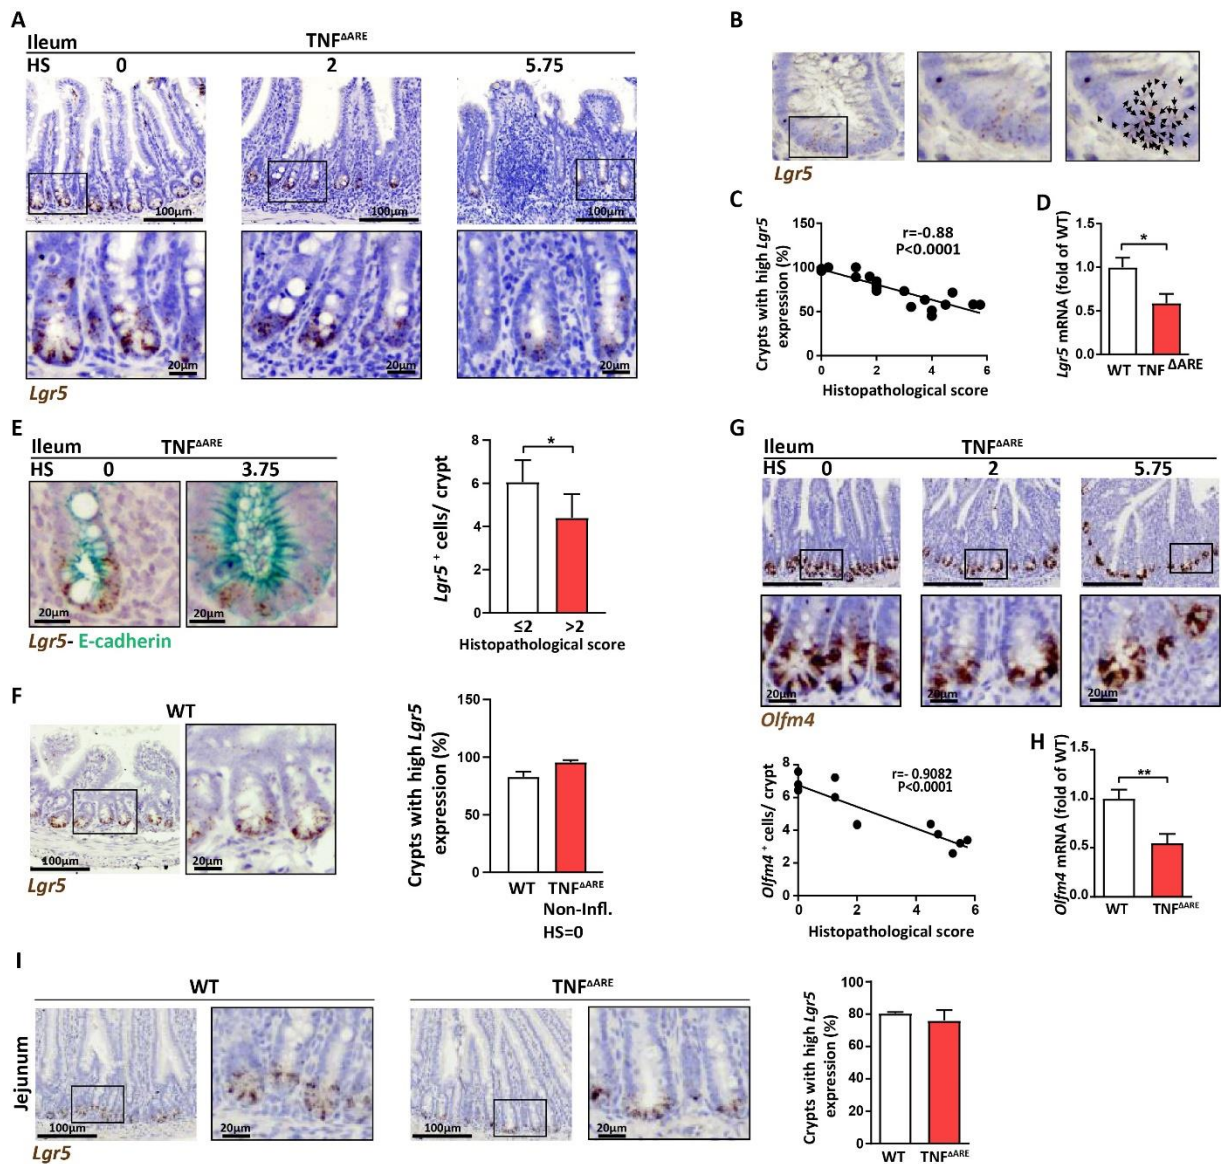 A
Ileum TNFΔARE
HS 0 2 5.75
100µm 100µm 100µm
20µm 20µm 20µm
Lgr5
B
Lgr5
C
r=-0.88
P<0.0001
Crypts with high Lgr5
expression (%)
150
100
50
0
0 2 4 6
Histopathological score
D
*
Lgr5 mRNA (fold of WT)
1.5
1.0
0.5
0.0
WT TNF ΔARE
E
Ileum TNFΔARE
HS 0 3.75
20µm 20µm
Lgr5- E-cadherin
*
Lgr5 + cells/ crypt
8
6
4
2
0
≤2 >2
Histopathological score
F
WT
100µm 20µm
Lgr5
Crypts with high Lgr5
expression (%)
150
100
50
0
WT TNFΔARE
Non-Infl.
HS=0
G
Ileum TNFΔARE
HS 0 2 5.75
20µm 20µm 20µm
Olfm4
r=- 0.9082
P<0.0001
Olfm4 + cells/ crypt
8
6
4
2
0
0 2 4 6
Histopathological score
H
**
Olfm4 mRNA (fold of WT)
1.5
1.0
0.5
0.0
WT TNFΔARE
I
WT TNFΔARE
Jejunum
100µm 20µm 100µm 20µm
Lgr5
Crypts with high Lgr5
expression (%)
100
80
60
40
20
0
WT TNFΔARE